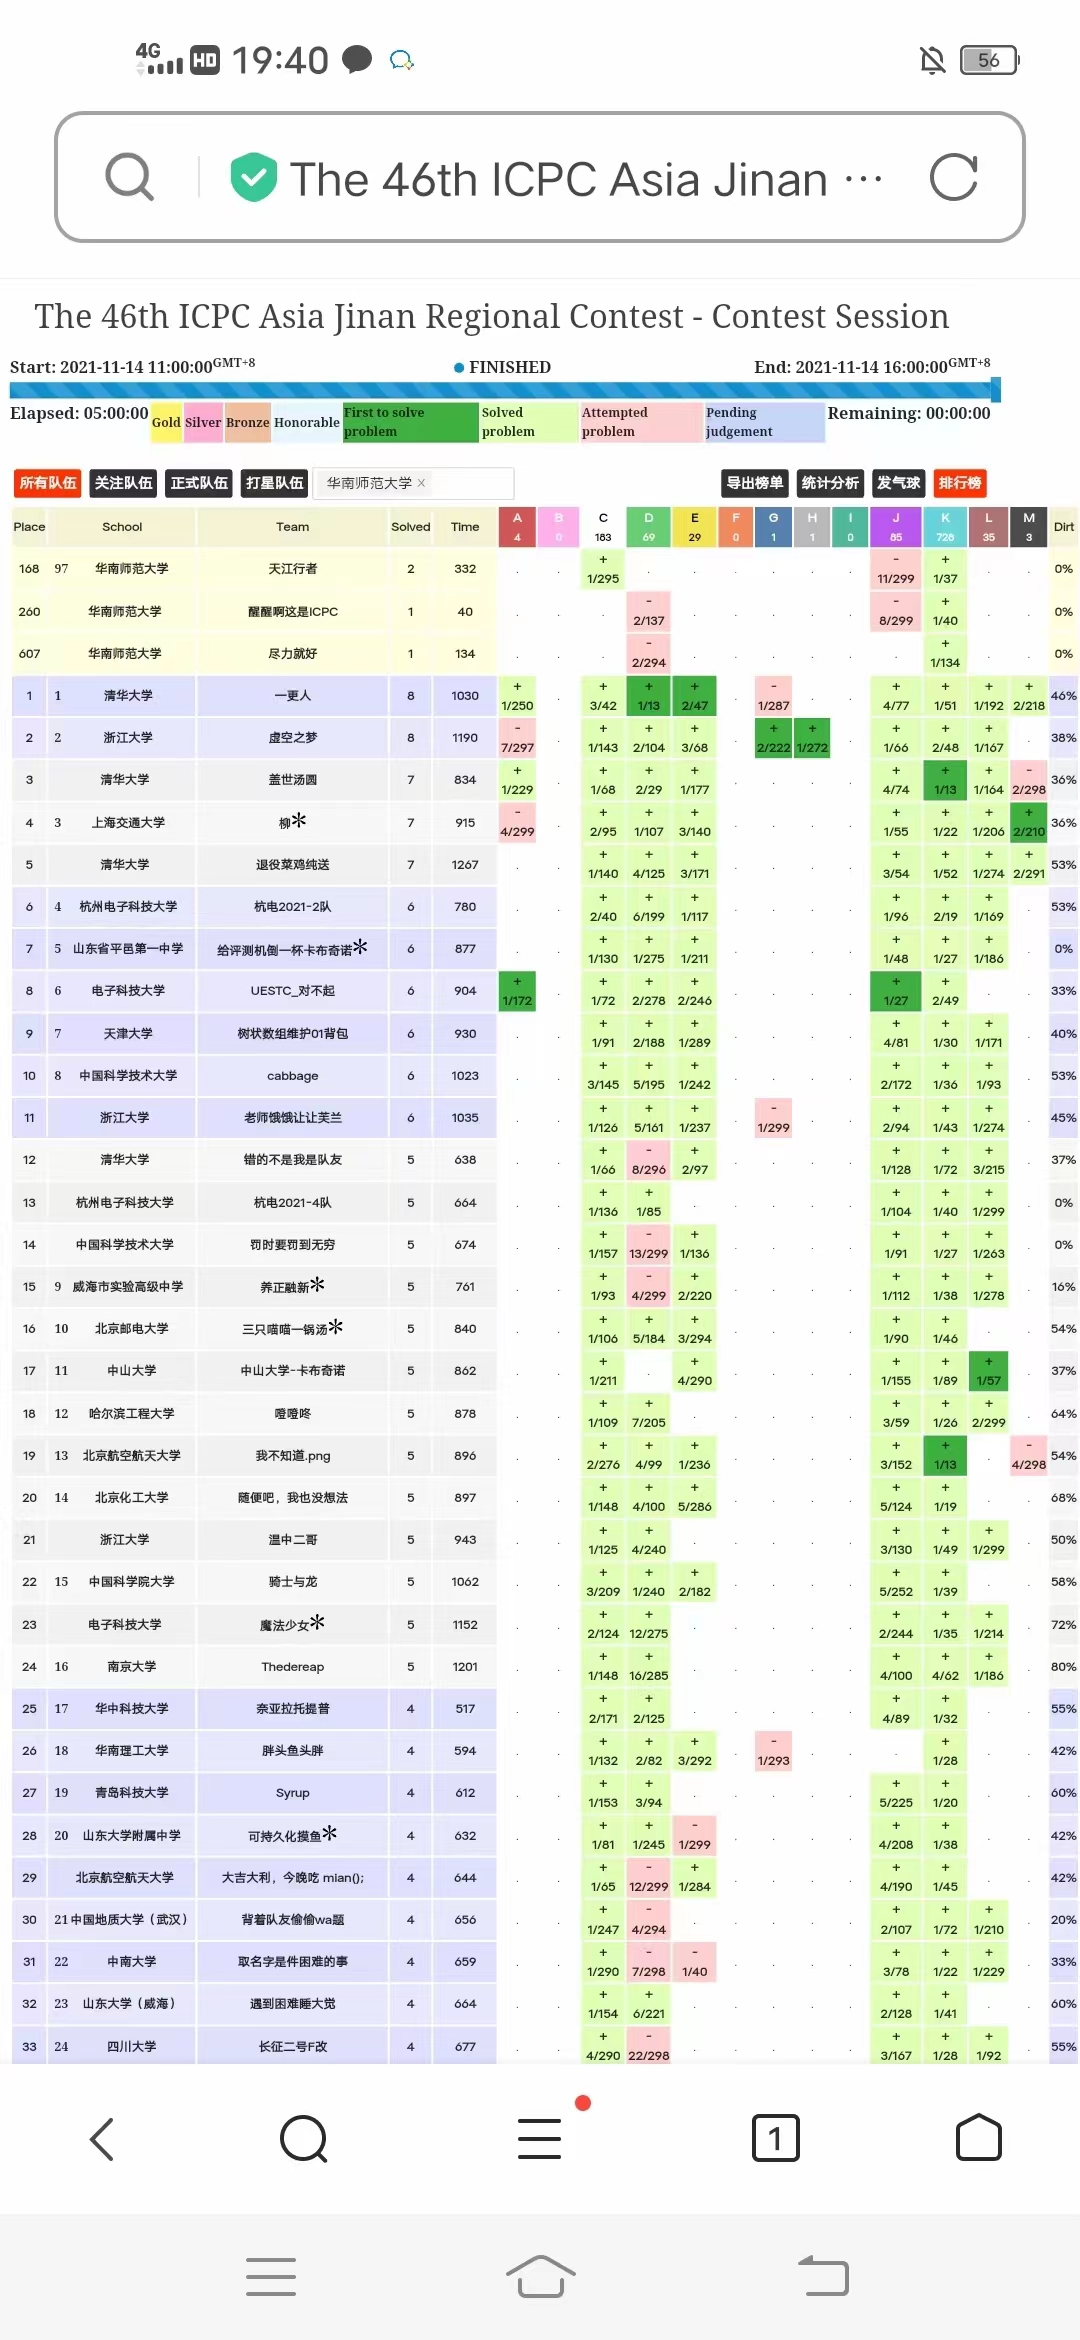 4G HD 19:40 56
The 46th ICPC Asia Jinan ···
The 46th ICPC Asia Jinan Regional Contest - Contest Session
Start: 2021-11-14 11:00:00GMT+8 FINISHED End: 2021-11-14 16:00:00GMT+8
Elapsed: 05:00:00 Gold Silver Bronze Honorable First to solve problem Solved problem Attempted problem Pending judgement Remaining: 00:00:00
所有队伍 关注队伍 正式队伍 打星队伍 华南师范大学 × 导出榜单 统计分析 发气球 排行榜
Place School Team Solved Time A 4 B 0 C 183 D 69 E 29 F 0 G 1 H 1 I 0 J 85 K 728 L 35 M 3 Dirt
168 97 华南师范大学 天江行者 2 332 . . + 1/295 . . . . . . - 11/299 + 1/37 . . 0%
260 华南师范大学 醒醒啊这是ICPC 1 40 . . . - 2/137 . . . . . - 8/299 + 1/40 . . 0%
607 华南师范大学 尽力就好 1 134 . . . - 2/294 . . . . . . + 1/134 . . 0%
1 1 清华大学 一更人 8 1030 + 1/250 . + 3/42 + 1/13 + 2/47 . - 1/287 . . + 4/77 + 1/51 + 1/192 + 2/218 46%
2 2 浙江大学 虚空之梦 8 1190 - 7/297 . + 1/143 + 2/104 + 3/68 . + 2/222 + 1/272 . + 1/66 + 2/48 + 1/167 . 38%
3 清华大学 盖世汤圆 7 834 + 1/229 . + 1/68 + 2/29 + 1/177 . . . . + 4/74 + 1/13 + 1/164 - 2/298 36%
4 3 上海交通大学 柳* 7 915 - 4/299 . + 2/95 + 1/107 + 3/140 . . . . + 1/55 + 1/22 + 1/206 + 2/210 36%
5 清华大学 退役菜鸡纯送 7 1267 . . + 1/140 + 4/125 + 3/171 . . . . + 3/54 + 1/52 + 1/274 + 2/291 53%
6 4 杭州电子科技大学 杭电2021-2队 6 780 . . + 2/40 + 6/199 + 1/117 . . . . + 1/96 + 2/19 + 1/169 . 53%
7 5 山东省平邑第一中学 给评测机倒一杯卡布奇诺* 6 877 . . + 1/130 + 1/275 + 1/211 . . . . + 1/48 + 1/27 + 1/186 . 0%
8 6 电子科技大学 UESTC_对不起 6 904 + 1/172 . + 1/72 + 2/278 + 2/246 . . . . + 1/27 + 2/49 . . 33%
9 7 天津大学 树状数组维护01背包 6 930 . . + 1/91 + 2/188 + 1/289 . . . . + 4/81 + 1/30 + 1/171 . 40%
10 8 中国科学技术大学 cabbage 6 1023 . . + 3/145 + 5/195 + 1/242 . . . . + 2/172 + 1/36 + 1/93 . 53%
11 浙江大学 老师饿饿让让芙兰 6 1035 . . + 1/126 + 5/161 + 1/237 . - 1/299 . . + 2/94 + 1/43 + 1/274 . 45%
12 清华大学 错的不是我是队友 5 638 . . + 1/66 - 8/296 + 2/97 . . . . + 1/128 + 1/72 + 3/215 . 37%
13 杭州电子科技大学 杭电2021-4队 5 664 . . + 1/136 + 1/85 . . . . . + 1/104 + 1/40 + 1/299 . 0%
14 中国科学技术大学 罚时要罚到无穷 5 674 . . + 1/157 - 13/299 + 1/136 . . . . + 1/91 + 1/27 + 1/263 . 0%
15 9 威海市实验高级中学 养正融新* 5 761 . . + 1/93 - 4/299 + 2/220 . . . . + 1/112 + 1/38 + 1/278 . 16%
16 10 北京邮电大学 三只喵喵一锅汤* 5 840 . . + 1/106 + 5/184 + 3/294 . . . . + 1/90 + 1/46 . . 54%
17 11 中山大学 中山大学-卡布奇诺 5 862 . . + 1/211 . + 4/290 . . . . + 1/155 + 1/89 + 1/57 . 37%
18 12 哈尔滨工程大学 噔噔咚 5 878 . . + 1/109 + 7/205 . . . . . + 3/59 + 1/26 + 2/299 . 64%
19 13 北京航空航天大学 我不知道.png 5 896 . . + 2/276 + 4/99 + 1/236 . . . . + 3/152 + 1/13 . - 4/298 54%
20 14 北京化工大学 随便吧，我也没想法 5 897 . . + 1/148 + 4/100 + 5/286 . . . . + 5/124 + 1/19 . . 68%
21 浙江大学 温中二哥 5 943 . . + 1/125 + 4/240 . . . . . + 3/130 + 1/49 + 1/299 . 50%
22 15 中国科学院大学 骑士与龙 5 1062 . . + 3/209 + 1/240 + 2/182 . . . . + 5/252 + 1/39 . . 58%
23 电子科技大学 魔法少女* 5 1152 . . + 2/124 + 12/275 . . . . . + 2/244 + 1/35 + 1/214 . 72%
24 16 南京大学 Thedereap 5 1201 . . + 1/148 + 16/285 . . . . . + 4/100 + 4/62 + 1/186 . 80%
25 17 华中科技大学 奈亚拉托提普 4 517 . . + 2/171 + 2/125 . . . . . + 4/89 + 1/32 . . 55%
26 18 华南理工大学 胖头鱼头胖 4 594 . . + 1/132 + 2/82 + 3/292 . - 1/293 . . . + 1/28 . . 42%
27 19 青岛科技大学 Syrup 4 612 . . + 1/153 + 3/94 . . . . . + 5/225 + 1/20 . . 60%
28 20 山东大学附属中学 可持久化摸鱼* 4 632 . . + 1/81 + 1/245 - 1/299 . . . . + 4/208 + 1/38 . . 42%
29 北京航空航天大学 大吉大利，今晚吃 mian(); 4 644 . . + 1/65 - 12/299 + 1/284 . . . . + 4/190 + 1/45 . . 42%
30 21 中国地质大学（武汉） 背着队友偷偷wa题 4 656 . . + 1/247 - 4/294 . . . . . + 2/107 + 1/72 + 1/210 . 20%
31 22 中南大学 取名字是件困难的事 4 659 . . + 1/290 - 7/298 - 1/40 . . . . + 3/78 + 1/22 + 1/229 . 33%
32 23 山东大学（威海） 遇到困难睡大觉 4 664 . . + 1/154 + 6/221 . . . . . + 2/128 + 1/41 . . 60%
33 24 四川大学 长征二号F改 4 677 . . + 4/290 - 22/298 . . . . . + 3/167 + 1/28 + 1/92 . 55%
1